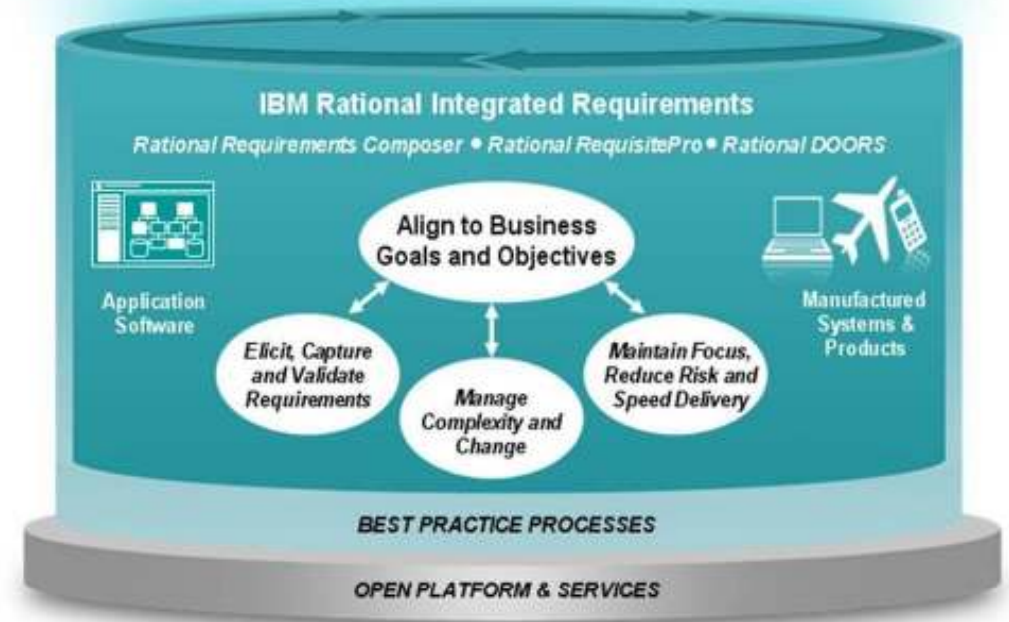 IBM Rational Integrated Requirements
Rational Requirements Composer • Rational RequisitePro • Rational DOORS
Align to Business
Goals and Objectives
Application
Software
Manufactured
Systems &
Products
Elicit, Capture
and Validate
Requirements
Manage
Complexity and
Change
Maintain Focus,
Reduce Risk and
Speed Delivery
BEST PRACTICE PROCESSES
OPEN PLATFORM & SERVICES